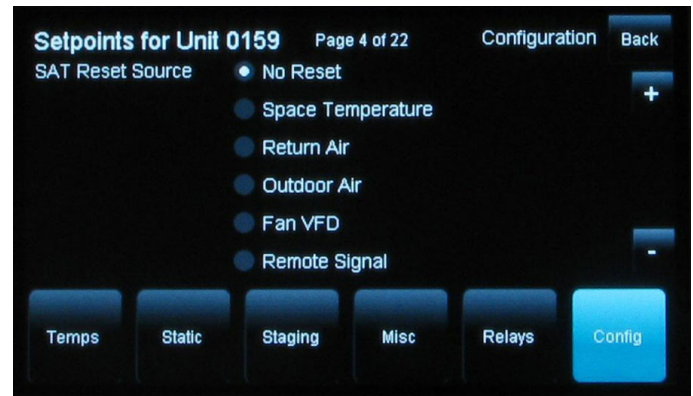 Setpoints for Unit 0159 Page 4 of 22 Configuration Back
SAT Reset Source No Reset
+
Space Temperature
Return Air
Outdoor Air
Fan VFD
-
Remote Signal
Temps Static Staging Misc Relays Config